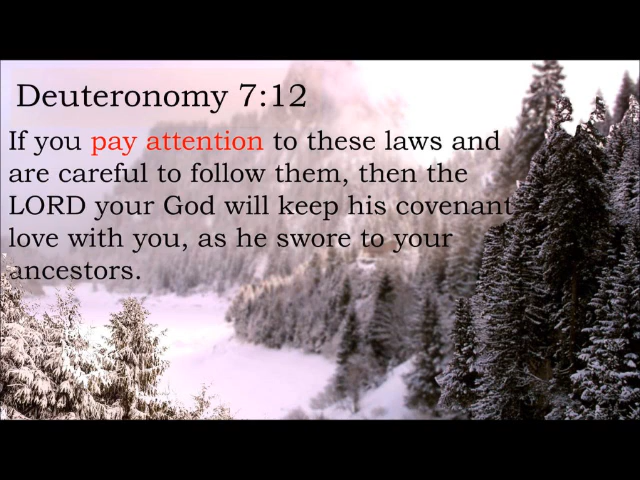 Deuteronomy 7:12
If you pay attention to these laws and
are careful to follow them, then the
LORD your God will keep his covenant
love with you, as he swore to your
ancestors.